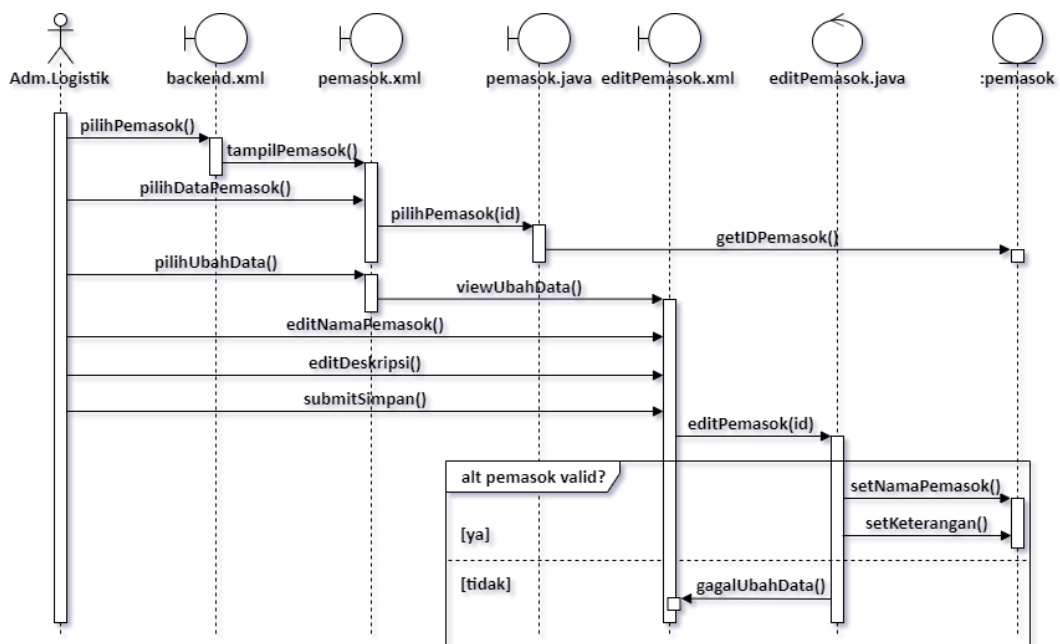 Adm.Logistik
backend.xml
pemasok.xml
pemasok.java
editPemasok.xml
editPemasok.java
:pemasok
pilihPemasok()
tampilPemasok()
pilihDataPemasok()
pilihPemasok(id)
getIDPemasok()
pilihUbahData()
viewUbahData()
editNamaPemasok()
editDeskripsi()
submitSimpan()
editPemasok(id)
alt pemasok valid?
setNamaPemasok()
setKeterangan()
[ya]
[tidak]
gagalUbahData()